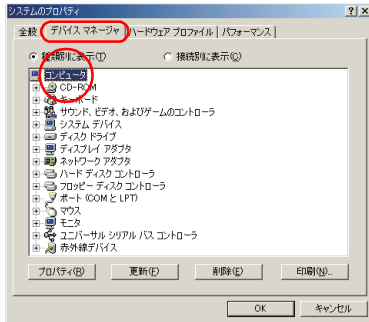 システムのプロパティ
全般 デバイス マネージャ ハードウェア プロファイル パフォーマンス
種類別に表示(T) 接続別に表示(C)
コンピュータ
CD-ROM
キーボード
サウンド、ビデオ、およびゲームのコントローラ
システム デバイス
ディスク ドライブ
ディスプレイ アダプタ
ネットワーク アダプタ
ハード ディスク コントローラ
フロッピー ディスク コントローラ
ポート (COM と LPT)
マウス
モニタ
ユニバーサル シリアル バス コントローラ
赤外線デバイス
プロパティ(R) 更新(F) 削除(E) 印刷(N)...
OK キャンセル